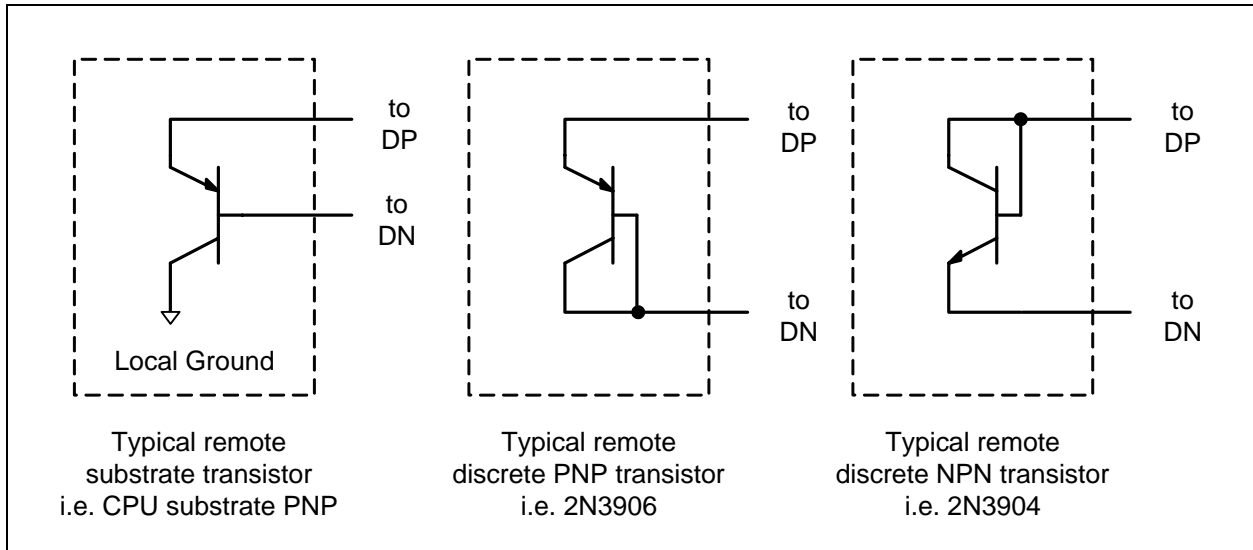 to
DP
to
DN
Local Ground
Typical remote
substrate transistor
i.e. CPU substrate PNP
to
DP
to
DN
Typical remote
discrete PNP transistor
i.e. 2N3906
to
DP
to
DN
Typical remote
discrete NPN transistor
i.e. 2N3904